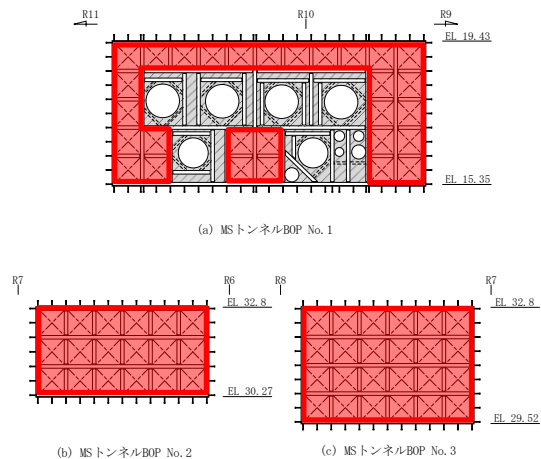 R11 R10 R9
EL 19.43
EL 15.35
(a) MSトンネルBOP No.1
R7 R6 R8 R7
EL 32.8 EL 32.8
EL 30.27
EL 29.52
(b) MSトンネルBOP No.2 (c) MSトンネルBOP No.3